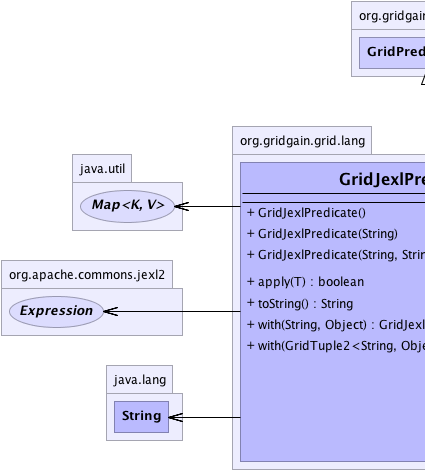 org.gridgain
GridPred
org.gridgain.grid.lang
java.util
GridJexlPre
Map<K, V>
+ GridJexlPredicate()
+ GridJexlPredicate(String)
+ GridJexlPredicate(String, Strin
org.apache.commons.jexl2
+ apply(T) : boolean
+ toString() : String
Expression
+ with(String, Object) : GridJexl
+ with(GridTuple2<String, Obje
java.lang
String